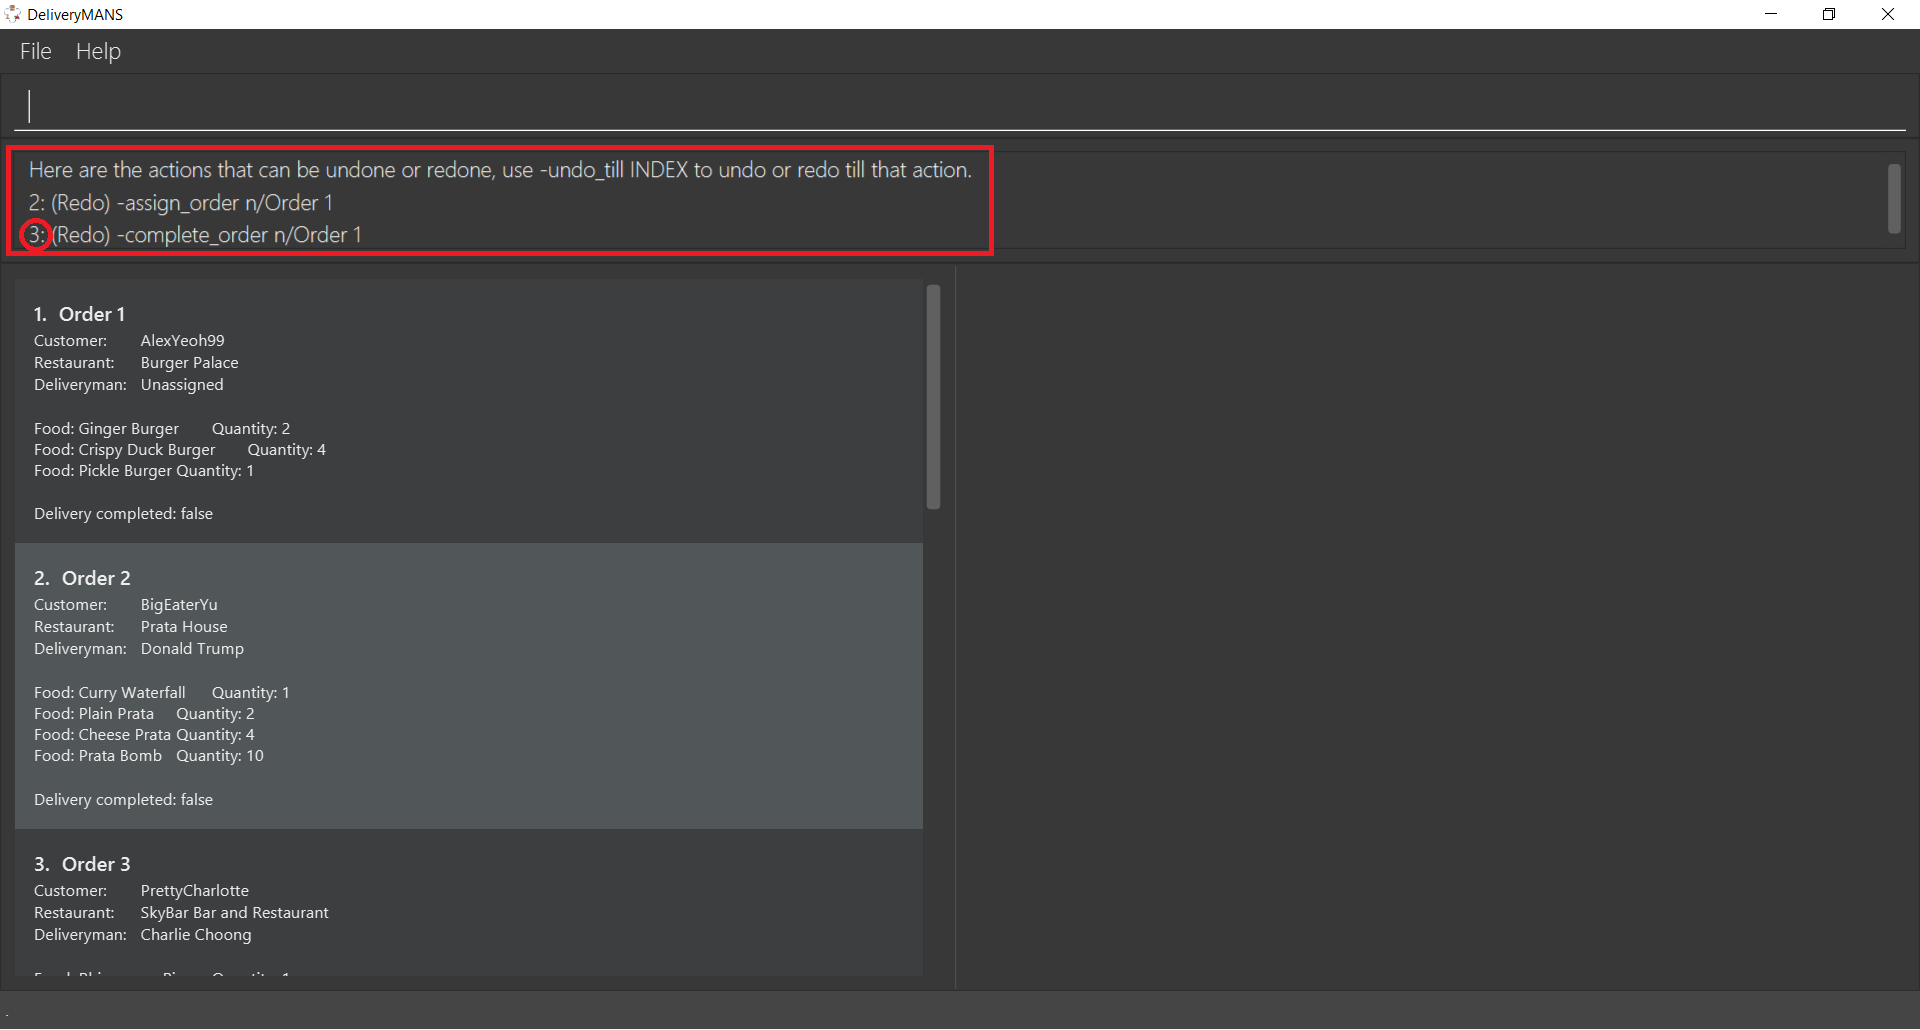 DeliveryMANS
File Help
Here are the actions that can be undone or redone, use -undo_till INDEX to undo or redo till that action.
2: (Redo) -assign_order n/Order 1
3: (Redo) -complete_order n/Order 1
1. Order 1
Customer: AlexYeoh99
Restaurant: Burger Palace
Deliveryman: Unassigned
Food: Ginger Burger Quantity: 2
Food: Crispy Duck Burger Quantity: 4
Food: Pickle Burger Quantity: 1
Delivery completed: false
2. Order 2
Customer: BigEaterYu
Restaurant: Prata House
Deliveryman: Donald Trump
Food: Curry Waterfall Quantity: 1
Food: Plain Prata Quantity: 2
Food: Cheese Prata Quantity: 4
Food: Prata Bomb Quantity: 10
Delivery completed: false
3. Order 3
Customer: PrettyCharlotte
Restaurant: SkyBar Bar and Restaurant
Deliveryman: Charlie Choong